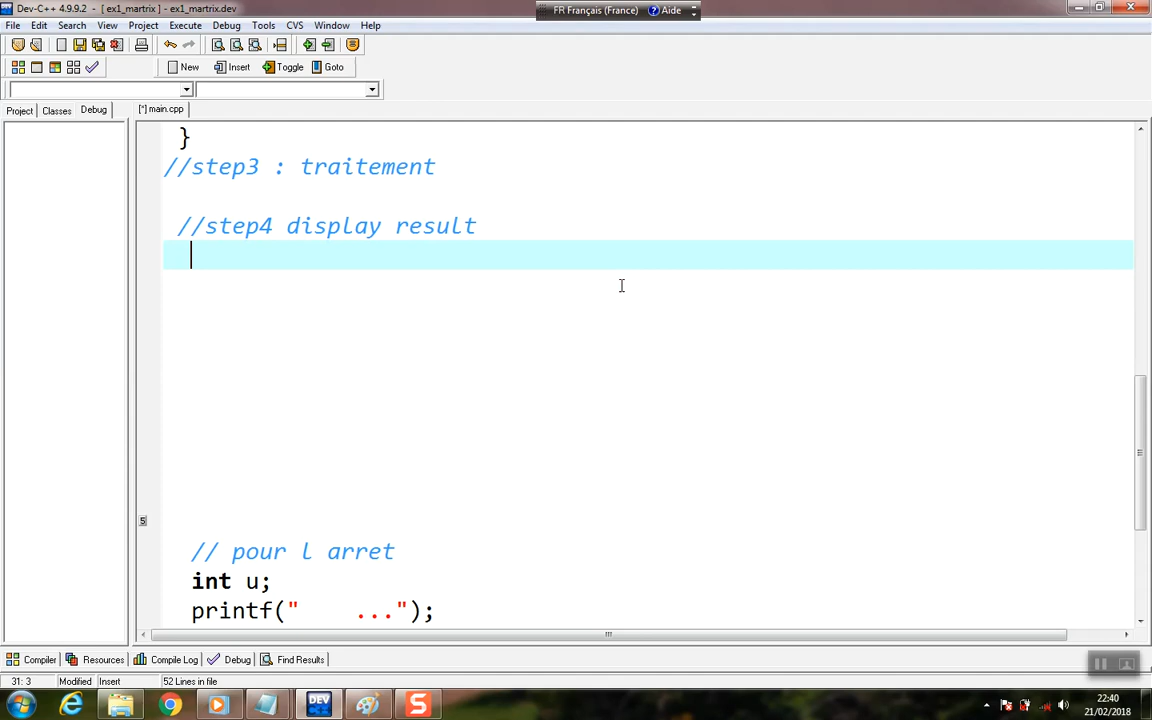 Dev-C++ 4.9.9.2 - [ ex1_martrix ] - ex1_martrix.dev
FR Français (France) ? Aide
File Edit Search View Project Execute Debug Tools CVS Window Help
New Insert Toggle Goto
Project Classes Debug
[*] main.cpp
}
//step3 : traitement
//step4 display result
5
// pour l arret
int u;
printf("    ...");
Compiler Resources Compile Log Debug Find Results
31: 3 Modified Insert 52 Lines in file
DEV S
22:40
21/02/2018